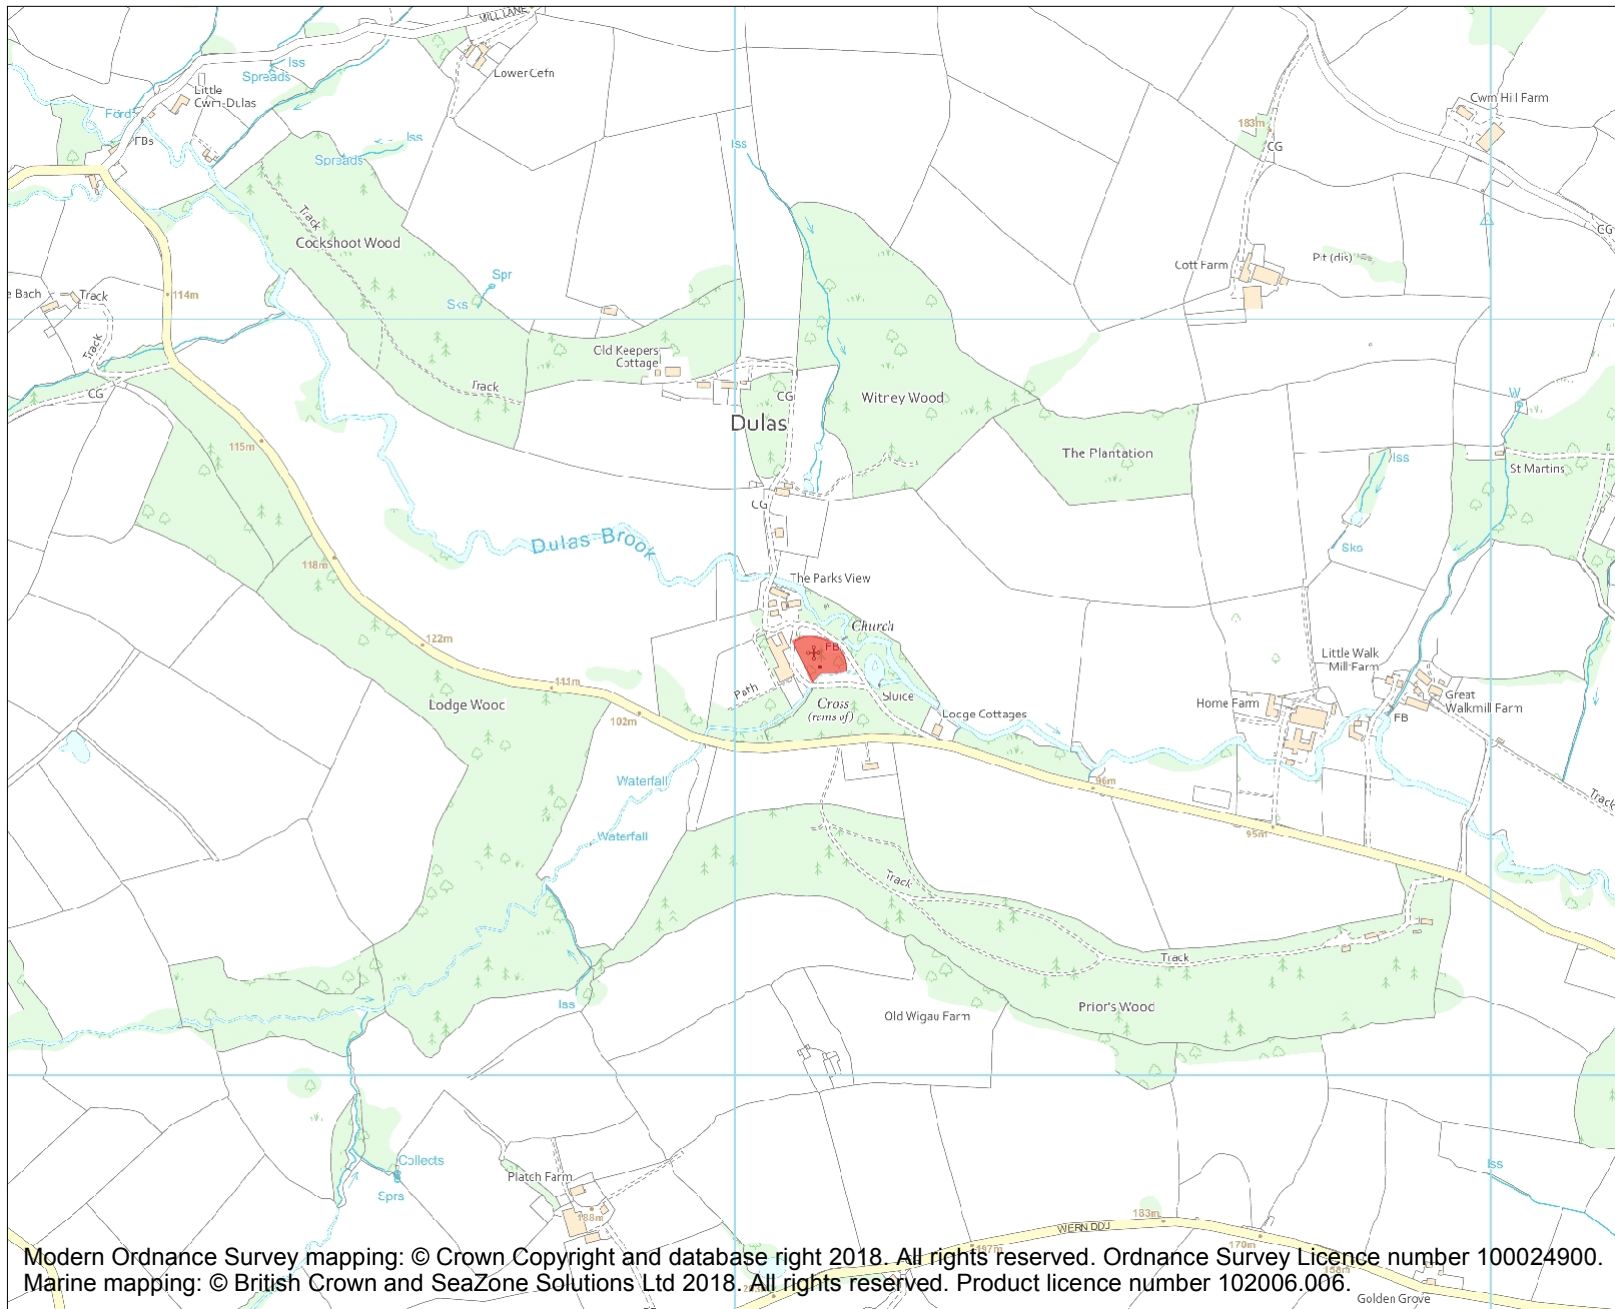 MILL LANE
Iss
Spreads
Lower Cefn
Little
Cwm-Dulas
Ford
FBs
Iss
Spreads
Iss
183m
CG
Cwm Hill Farm
CG
Track
Cockshoot Wood
Spr
Sks
Cott Farm
Pit (dis)
e Bach
Track
114m
Track
CG
Old Keepers
Cottage
Track
CG
Witrey Wood
Dulas
W
115m
The Plantation
Iss
St Martins
CG
118m
Dulas Brook
Sks
The Parks View
Church
FB
122m
111m
Path
Sluice
Little Walk
Mill Farm
Great
Walkmill Farm
Home Farm
FB
Lodge Wood
102m
Cross
(rems of)
Lodge Cottages
Waterfall
96m
Track
Waterfall
95m
Track
Track
Iss
Prior's Wood
Old Wigau Farm
Collects
Sprs
Platch Farm
188m
Iss
183m
WERN DDU
179m
Modern Ordnance Survey mapping: © Crown Copyright and database right 2018. All rights reserved. Ordnance Survey Licence number 100024900.
Marine mapping: © British Crown and SeaZone Solutions Ltd 2018. All rights reserved. Product licence number 102006.006.
Golden Grove